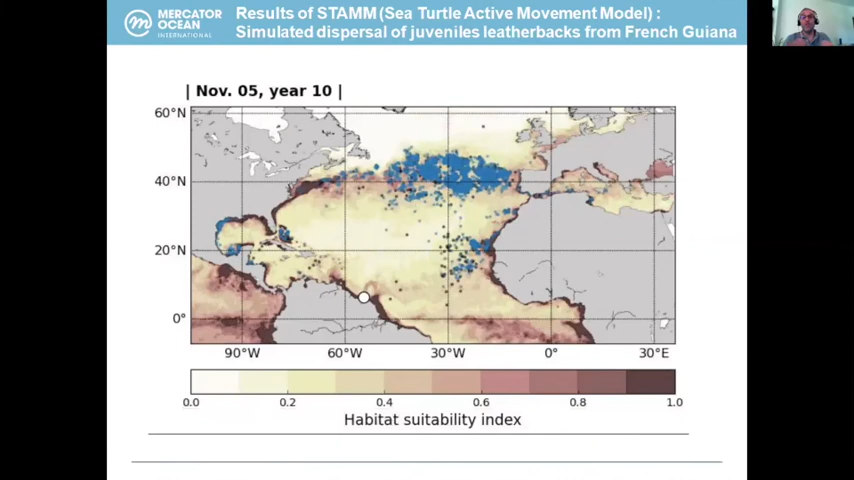 MERCATOR
OCEAN
INTERNATIONAL
Results of STAMM (Sea Turtle Active Movement Model) :
Simulated dispersal of juveniles leatherbacks from French Guiana
| Nov. 05, year 10 |
60°N
40°N
20°N
0°
90°W 60°W 30°W 0° 30°E
0.0 0.2 0.4 0.6 0.8 1.0
Habitat suitability index